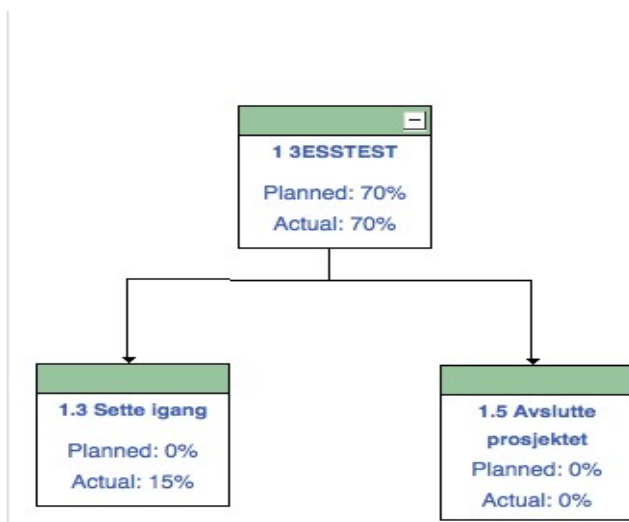 1 3ESSTEST
Planned: 70%
Actual: 70%
1.3 Sette igang
Planned: 0%
Actual: 15%
1.5 Avslutte
prosjektet
Planned: 0%
Actual: 0%